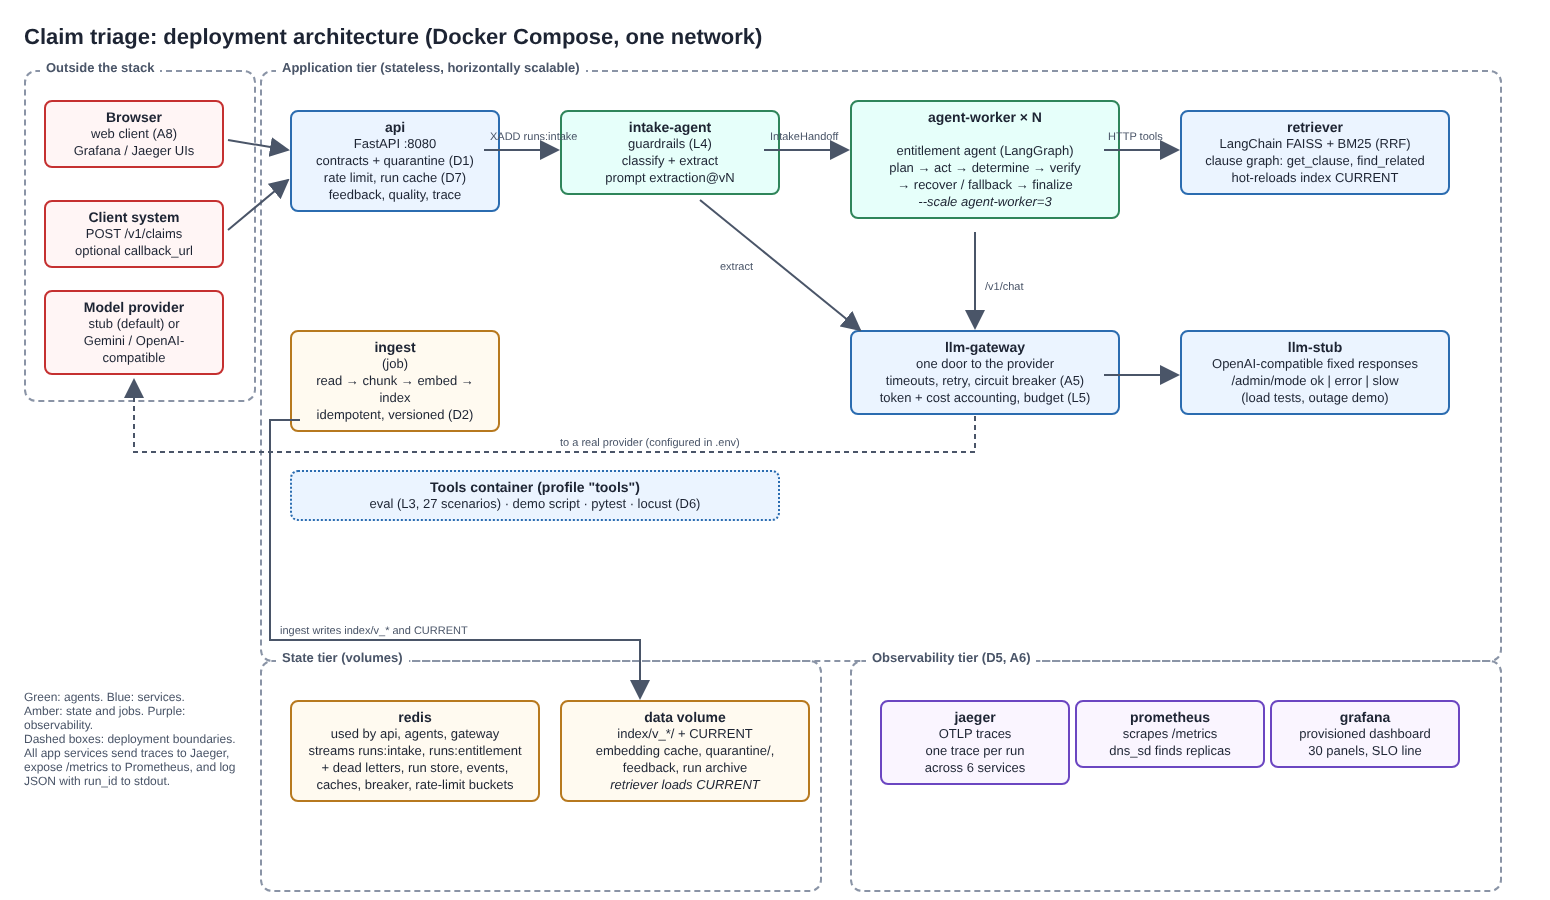 Claim triage: deployment architecture (Docker Compose, one network)
Outside the stack
Browser
web client (A8)
Grafana / Jaeger UIs
Client system
POST /v1/claims
optional callback_url
Model provider
stub (default) or
Gemini / OpenAI-
compatible
Application tier (stateless, horizontally scalable)
api
FastAPI :8080
contracts + quarantine (D1)
rate limit, run cache (D7)
feedback, quality, trace
XADD runs:intake
intake-agent
guardrails (L4)
classify + extract
prompt extraction@vN
IntakeHandoff
agent-worker × N
entitlement agent (LangGraph)
plan → act → determine → verify
→ recover / fallback → finalize
--scale agent-worker=3
HTTP tools
retriever
LangChain FAISS + BM25 (RRF)
clause graph: get_clause, find_related
hot-reloads index CURRENT
extract
/v1/chat
ingest
(job)
read → chunk → embed →
index
idempotent, versioned (D2)
llm-gateway
one door to the provider
timeouts, retry, circuit breaker (A5)
token + cost accounting, budget (L5)
llm-stub
OpenAI-compatible fixed responses
/admin/mode ok | error | slow
(load tests, outage demo)
to a real provider (configured in .env)
Tools container (profile "tools")
eval (L3, 27 scenarios) · demo script · pytest · locust (D6)
ingest writes index/v_* and CURRENT
State tier (volumes)
redis
used by api, agents, gateway
streams runs:intake, runs:entitlement
+ dead letters, run store, events,
caches, breaker, rate-limit buckets
data volume
index/v_*/ + CURRENT
embedding cache, quarantine/,
feedback, run archive
retriever loads CURRENT
Observability tier (D5, A6)
jaeger
OTLP traces
one trace per run
across 6 services
prometheus
scrapes /metrics
dns_sd finds replicas
grafana
provisioned dashboard
30 panels, SLO line
Green: agents. Blue: services.
Amber: state and jobs. Purple:
observability.
Dashed boxes: deployment boundaries.
All app services send traces to Jaeger,
expose /metrics to Prometheus, and log
JSON with run_id to stdout.